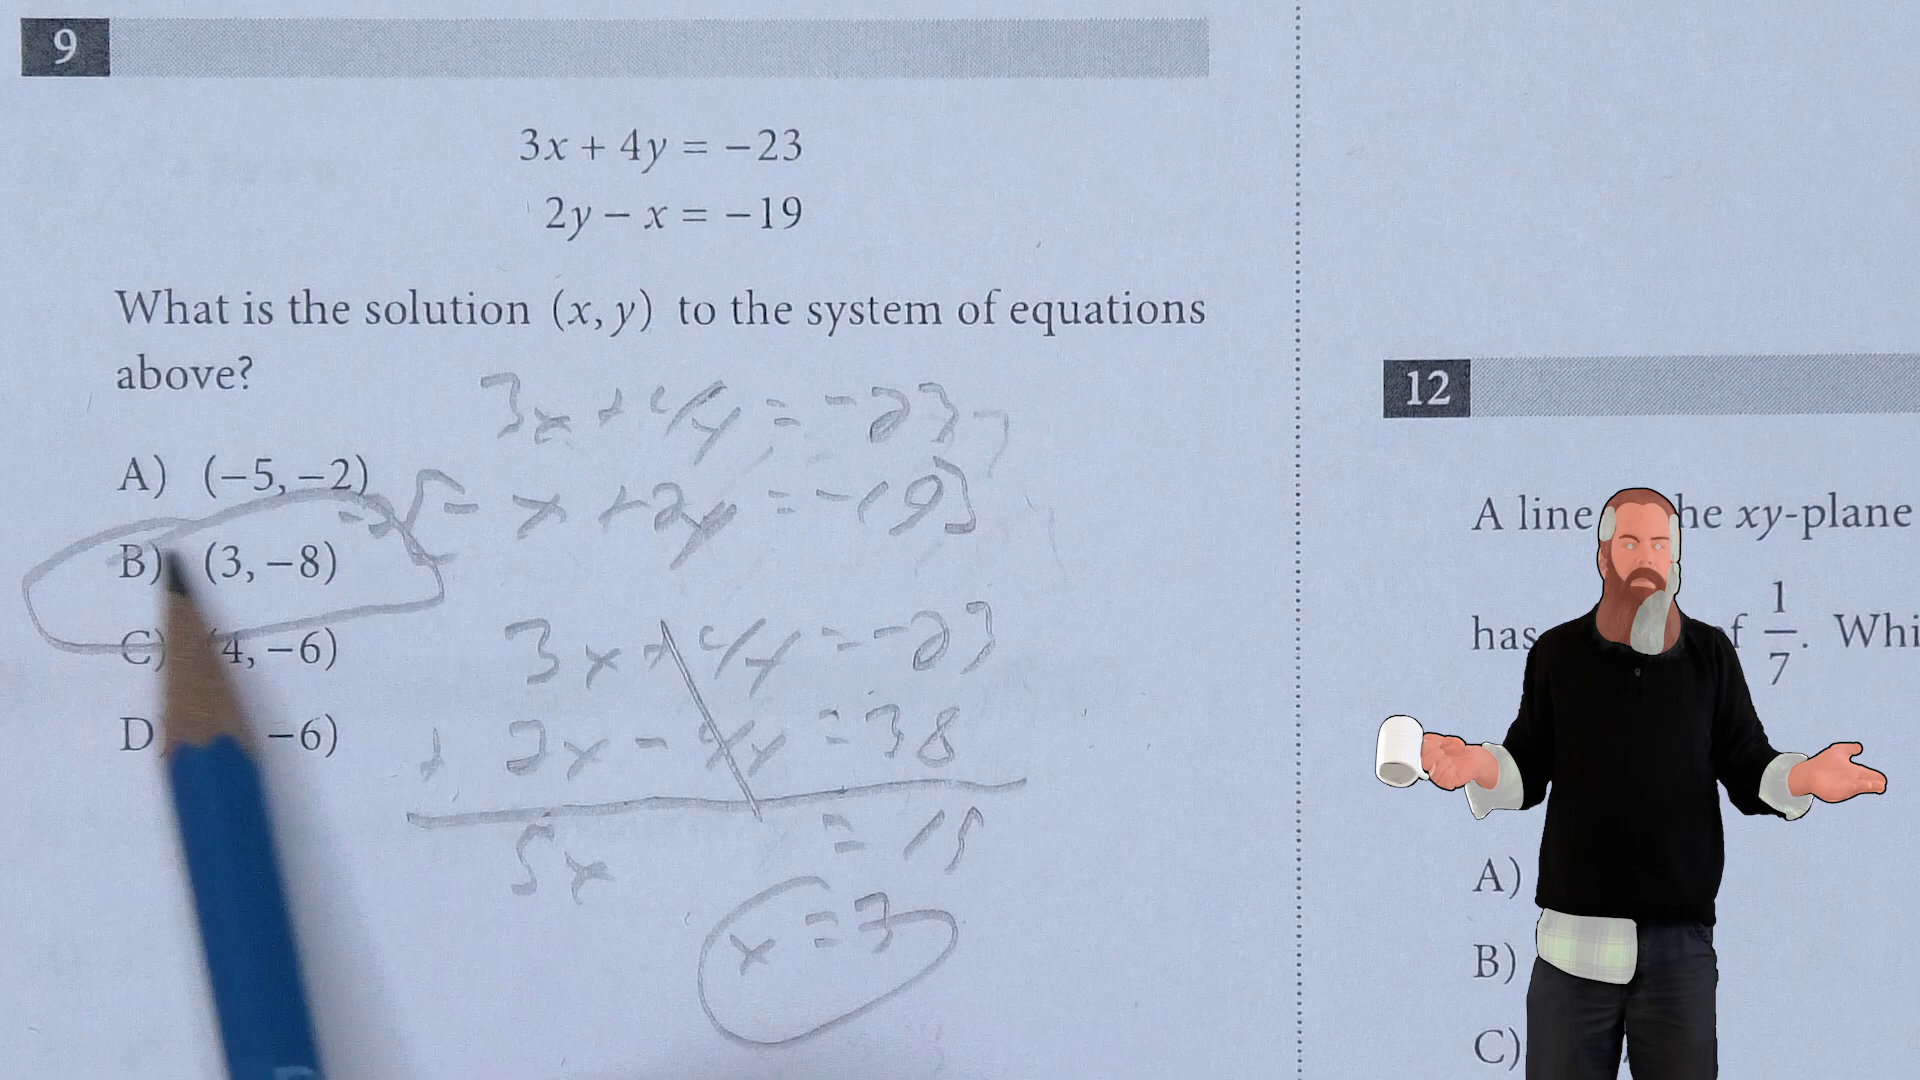 9
3x + 4y = −23
2y − x = −19
What is the solution (x, y) to the system of equations
above?
A) (−5, −2)
B) (3, −8)
C) (4, −6)
D) −6)
3x + 4y = -23
-2[-x + 2y = -19]
3x + 4y = -23
+ 2x - 4y = 38
5x = 15
x = 3
12
A line he xy-plane
has f 1/7. Whi
A)
B)
C)